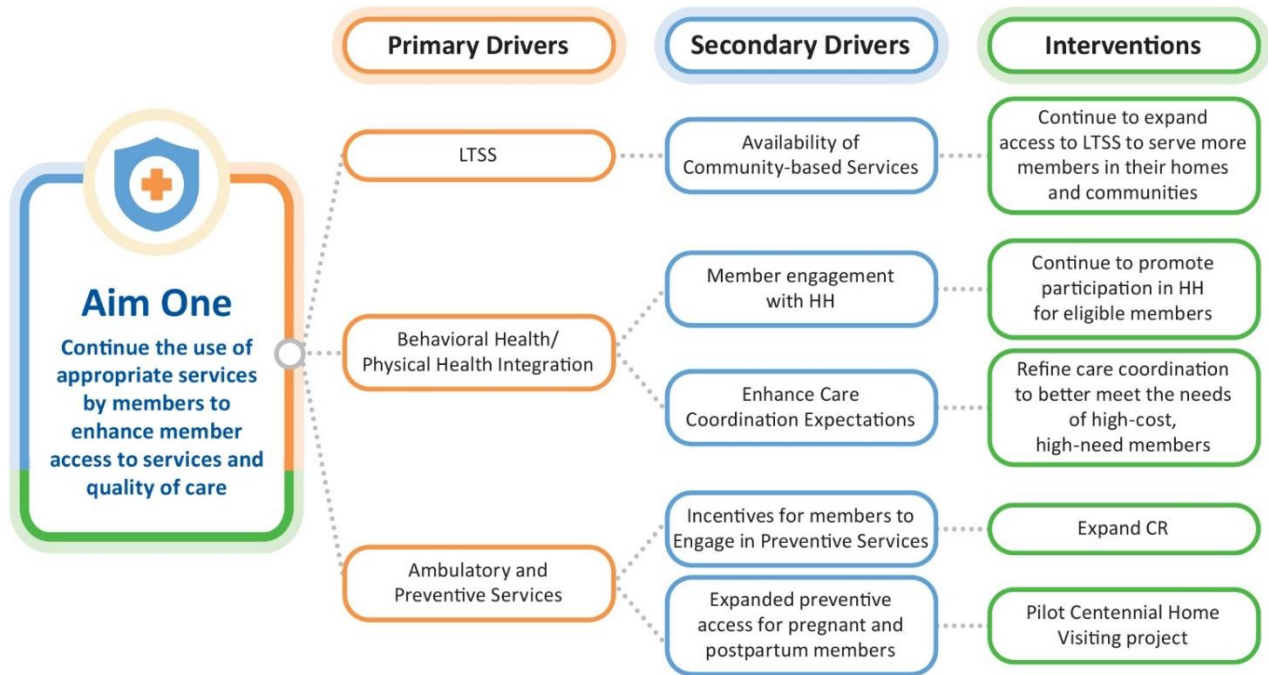 Primary Drivers
Secondary Drivers
Interventions
Aim One
Continue the use of
appropriate services
by members to
enhance member
access to services and
quality of care
LTSS
Availability of
Community-based Services
Continue to expand
access to LTSS to serve more
members in their homes
and communities
Behavioral Health/
Physical Health Integration
Member engagement
with HH
Continue to promote
participation in HH
for eligible members
Enhance Care
Coordination Expectations
Refine care coordination
to better meet the needs
of high-cost,
high-need members
Ambulatory and
Preventive Services
Incentives for members to
Engage in Preventive Services
Expand CR
Expanded preventive
access for pregnant and
postpartum members
Pilot Centennial Home
Visiting project